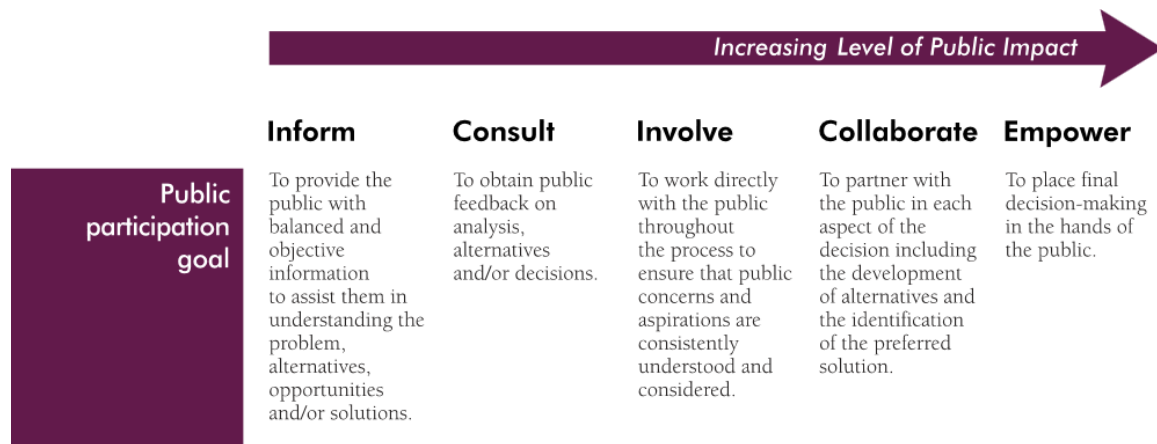 Increasing Level of Public Impact
Inform
Consult
Involve
Collaborate
Empower
Public
participation
goal
To provide the
public with
balanced and
objective
information
to assist them in
understanding the
problem,
alternatives,
opportunities
and/or solutions.
To obtain public
feedback on
analysis,
alternatives
and/or decisions.
To work directly
with the public
throughout
the process to
ensure that public
concerns and
aspirations are
consistently
understood and
considered.
To partner with
the public in each
aspect of the
decision including
the development
of alternatives and
the identification
of the preferred
solution.
To place final
decision-making
in the hands of
the public.